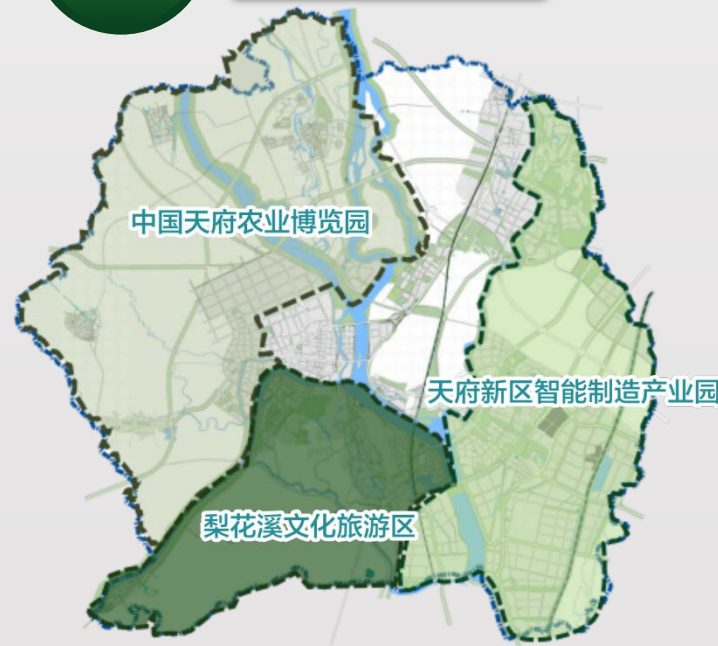 中国天府农业博览园
天府新区智能制造产业园
梨花溪文化旅游区